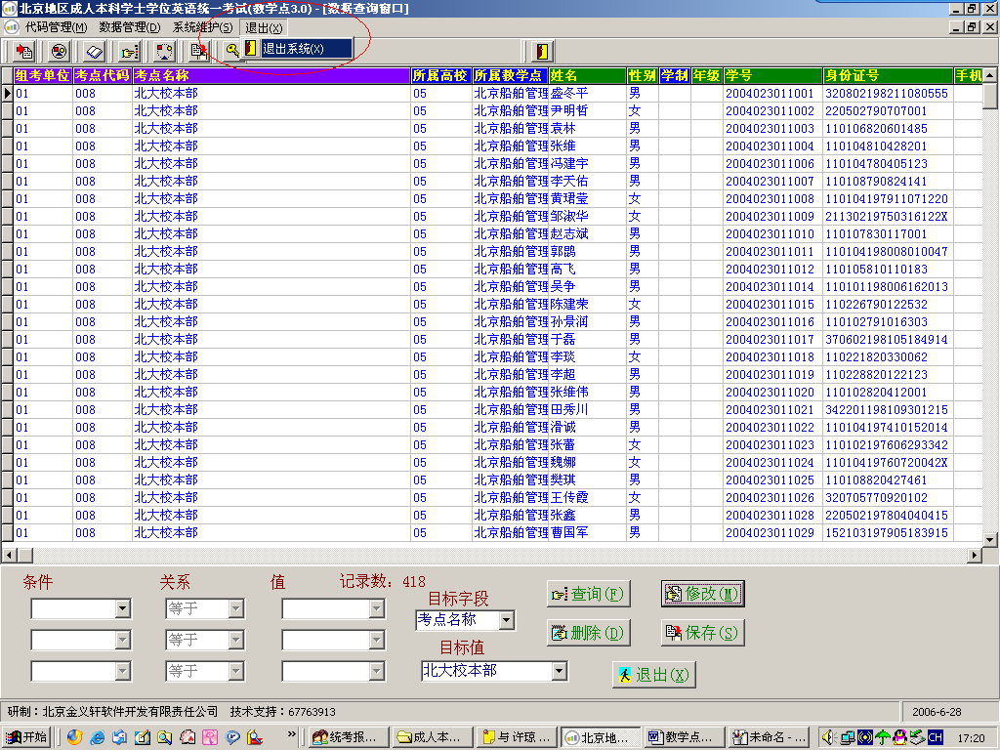 北京地区成人本科学士学位英语统一考试(教学点3.0) - [数据查询窗口]
代码管理(M) 数据管理(D) 系统维护(S) 退出(X)
退出系统(X)
组考单位 考点代码 考点名称 所属高校 所属教学点 姓名 性别 学制 年级 学号 身份证号 手机
01 008 北大校本部 05 北京船舶管理 盛冬平 男 2004023011001 320802198211080555
01 008 北大校本部 05 北京船舶管理 尹明哲 女 2004023011002 220502790707001
01 008 北大校本部 05 北京船舶管理 袁林 男 2004023011003 110106820601485
01 008 北大校本部 05 北京船舶管理 张维 男 2004023011004 110104810428201
01 008 北大校本部 05 北京船舶管理 冯建宇 男 2004023011006 110104780405123
01 008 北大校本部 05 北京船舶管理 李天佑 男 2004023011007 110108790824141
01 008 北大校本部 05 北京船舶管理 黄珺莹 女 2004023011008 110104197911071220
01 008 北大校本部 05 北京船舶管理 邹淑华 女 2004023011009 21130219750316122X
01 008 北大校本部 05 北京船舶管理 赵志斌 男 2004023011010 110107830117001
01 008 北大校本部 05 北京船舶管理 郭鹊 男 2004023011011 110104198008010047
01 008 北大校本部 05 北京船舶管理 高飞 男 2004023011012 110105810110183
01 008 北大校本部 05 北京船舶管理 吴争 男 2004023011014 110101198006162013
01 008 北大校本部 05 北京船舶管理 陈建荣 女 2004023011015 110226790122532
01 008 北大校本部 05 北京船舶管理 孙景润 男 2004023011016 110102791016303
01 008 北大校本部 05 北京船舶管理 于磊 男 2004023011017 370602198105184914
01 008 北大校本部 05 北京船舶管理 李琰 女 2004023011018 110221820330062
01 008 北大校本部 05 北京船舶管理 李超 男 2004023011019 110228820122123
01 008 北大校本部 05 北京船舶管理 张维伟 男 2004023011020 110102820412001
01 008 北大校本部 05 北京船舶管理 田秀川 男 2004023011021 342201198109301215
01 008 北大校本部 05 北京船舶管理 滑诚 男 2004023011022 110104197410152014
01 008 北大校本部 05 北京船舶管理 张蕾 女 2004023011023 110102197606293342
01 008 北大校本部 05 北京船舶管理 魏娜 女 2004023011024 11010419760720042X
01 008 北大校本部 05 北京船舶管理 樊琪 男 2004023011025 110108820427461
01 008 北大校本部 05 北京船舶管理 王传霞 女 2004023011026 320705770920102
01 008 北大校本部 05 北京船舶管理 张鑫 男 2004023011028 220502197804040415
01 008 北大校本部 05 北京船舶管理 曹国军 男 2004023011029 152103197905183915
条件 关系 值 记录数: 418
目标字段
等于
考点名称
等于
目标值
等于
北大校本部
查询(F) 修改(M)
删除(D) 保存(S)
退出(X)
研制：北京金义轩软件开发有限责任公司 技术支持：67763913 2006-6-28
开始 统考报... 成人本... 与 许琼 ... 北京地... 教学点... 未命名 - ... CH 17:20